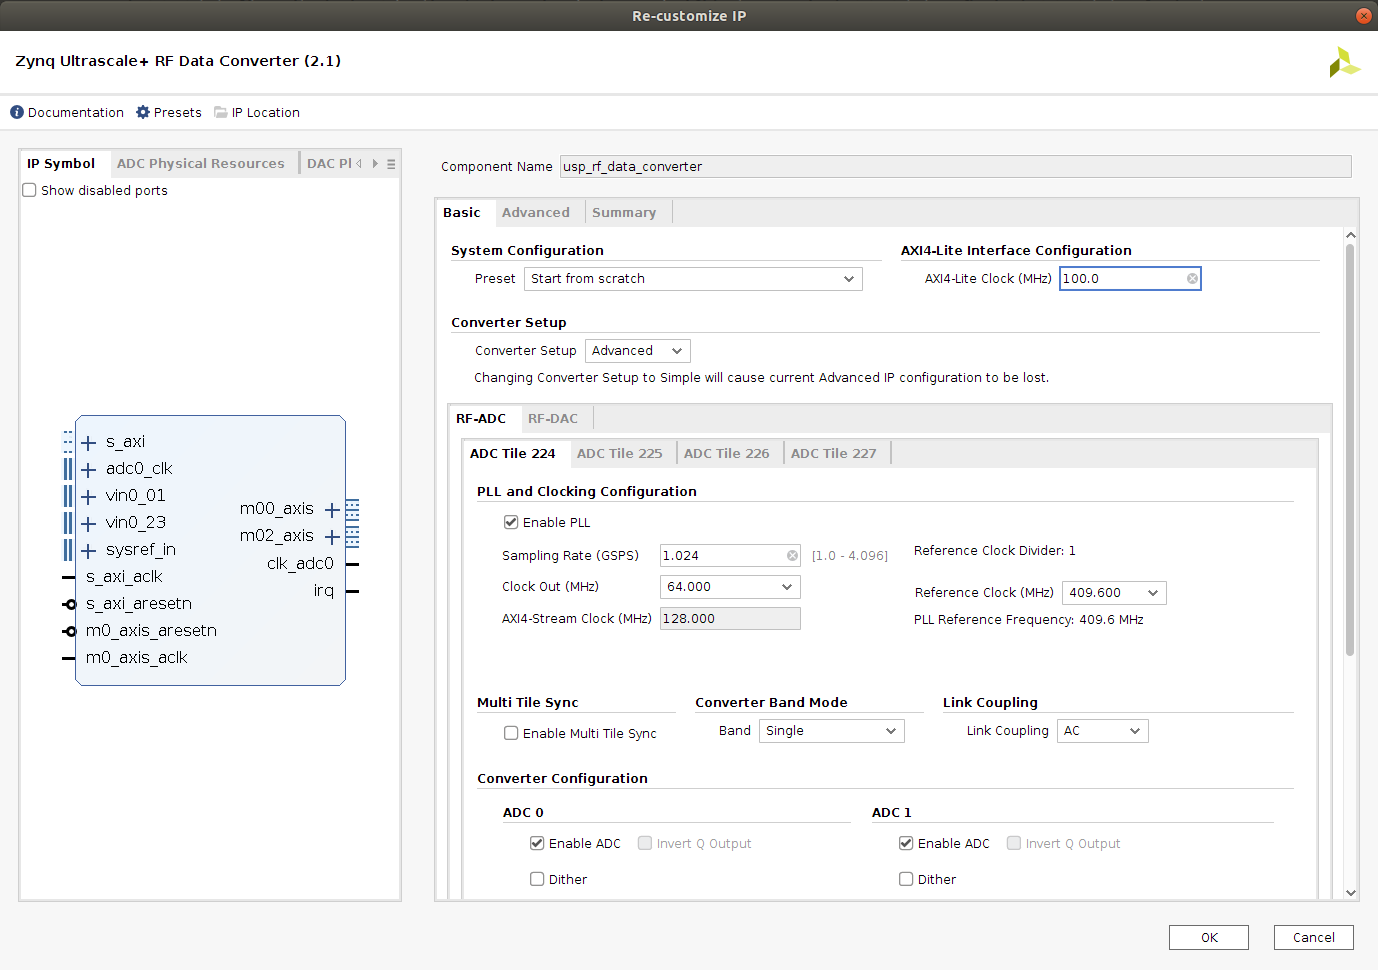 Re-customize IP
Zynq Ultrascale+ RF Data Converter (2.1)
Documentation Presets IP Location
IP Symbol ADC Physical Resources DAC Pl
Show disabled ports
s_axi
adc0_clk
vin0_01
vin0_23
sysref_in
s_axi_aclk
s_axi_aresetn
m0_axis_aresetn
m0_axis_aclk
m00_axis
m02_axis
clk_adc0
irq
Component Name usp_rf_data_converter
Basic Advanced Summary
System Configuration
Preset Start from scratch
AXI4-Lite Interface Configuration
AXI4-Lite Clock (MHz) 100.0
Converter Setup
Converter Setup Advanced
Changing Converter Setup to Simple will cause current Advanced IP configuration to be lost.
RF-ADC RF-DAC
ADC Tile 224 ADC Tile 225 ADC Tile 226 ADC Tile 227
PLL and Clocking Configuration
Enable PLL
Sampling Rate (GSPS) 1.024 [1.0 - 4.096]
Clock Out (MHz) 64.000
AXI4-Stream Clock (MHz) 128.000
Reference Clock Divider: 1
Reference Clock (MHz) 409.600
PLL Reference Frequency: 409.6 MHz
Multi Tile Sync
Enable Multi Tile Sync
Converter Band Mode
Band Single
Link Coupling
Link Coupling AC
Converter Configuration
ADC 0
Enable ADC Invert Q Output
Dither
ADC 1
Enable ADC Invert Q Output
Dither
OK Cancel